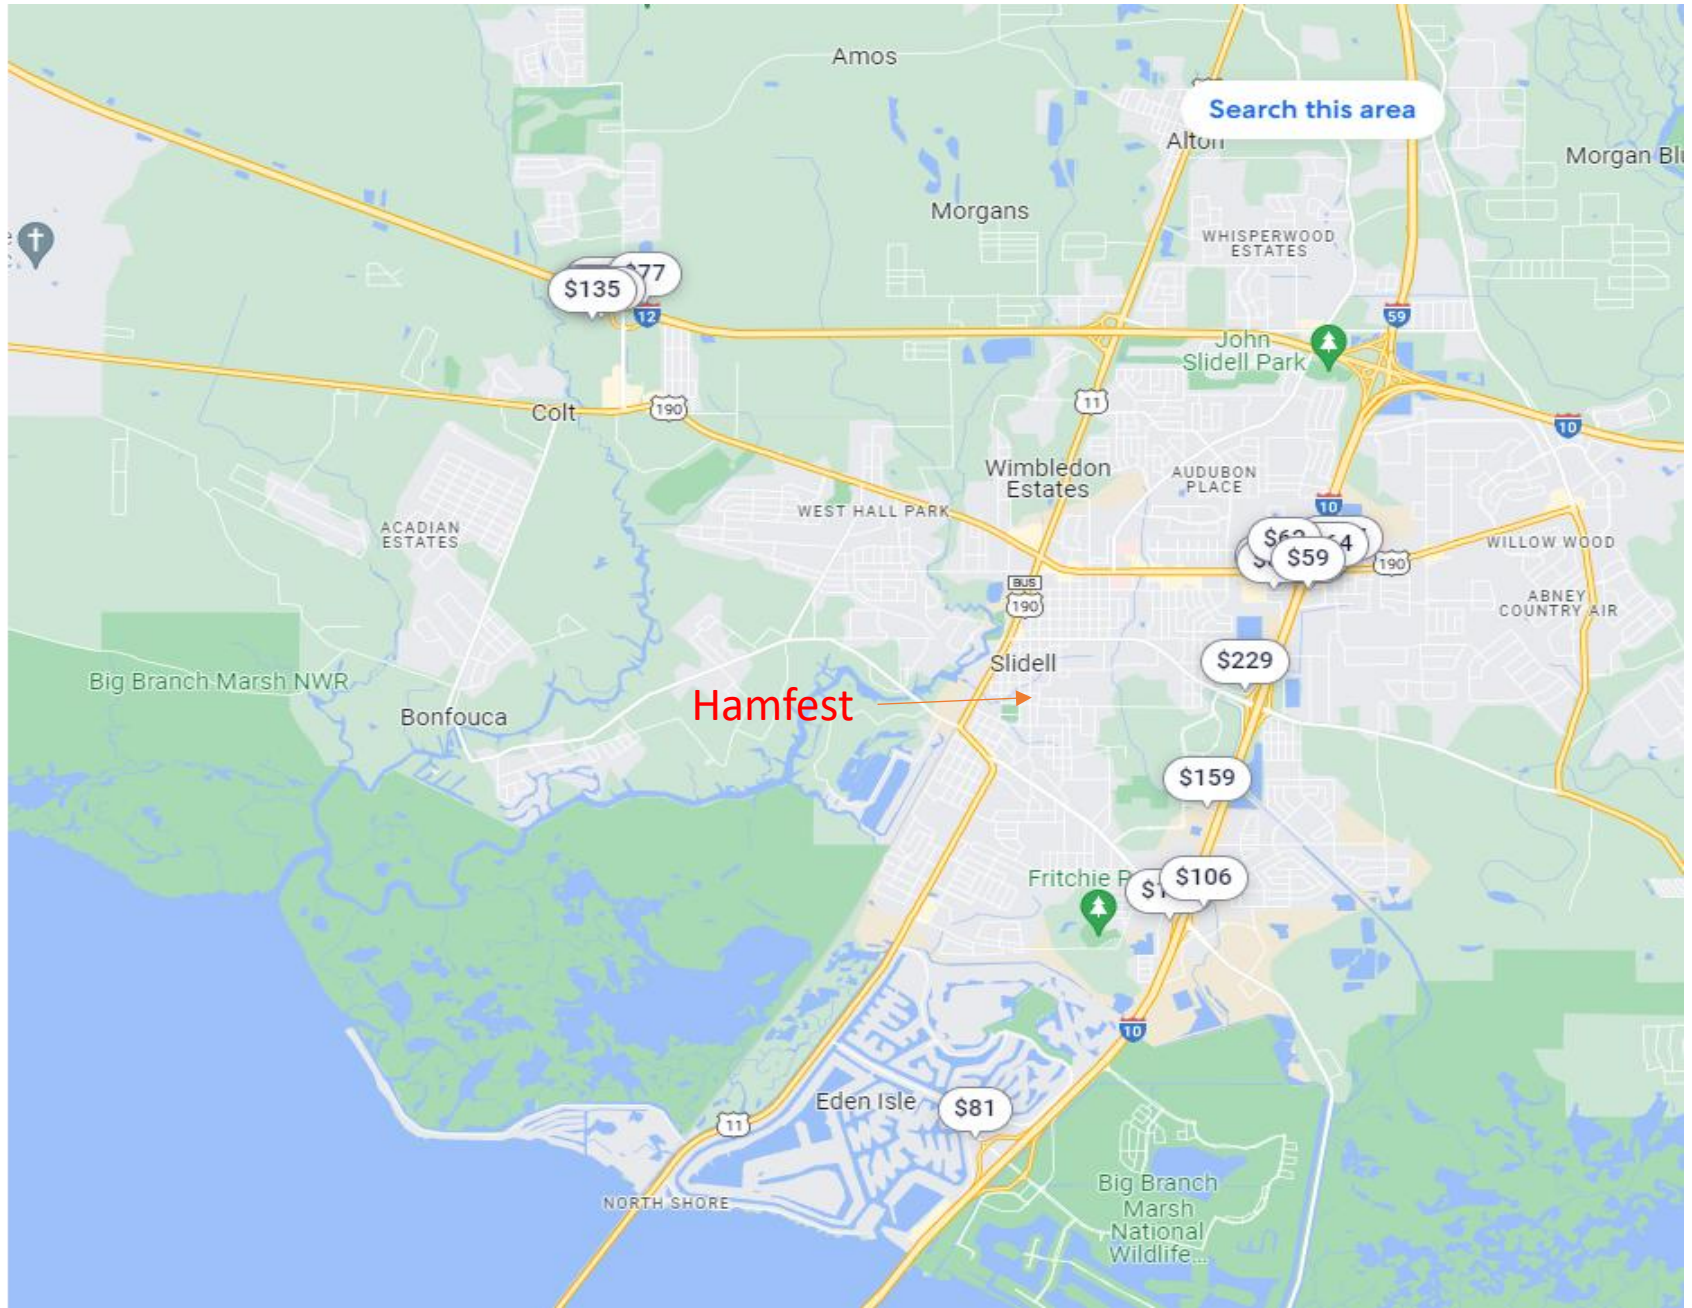 Amos
Search this area
Alton
Morgan
Morgans
WHISPERWOOD
ESTATES
$77
$135
12
59
John
Slidell Park
11
Colt
190
10
Wimbledon
Estates
AUDUBON
PLACE
WEST HALL PARK
10
ACADIAN
ESTATES
WILLOW WOOD
$59
190
BUS
190
ABNEY
COUNTRY AIR
Slidell
$229
Big Branch Marsh NWR
Hamfest
Bonfouca
$159
Fritchie
$106
10
Eden Isle
$81
11
Big Branch
Marsh
National
Wildlife...
NORTH SHORE